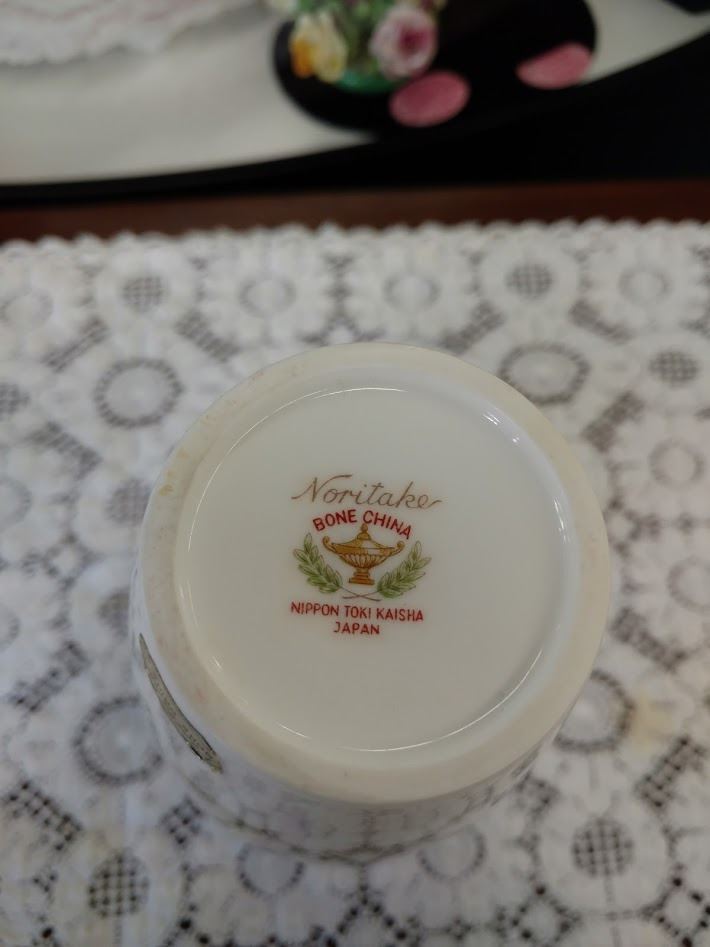 Noritake
BONE CHINA
NIPPON TOKI KAISHA
JAPAN